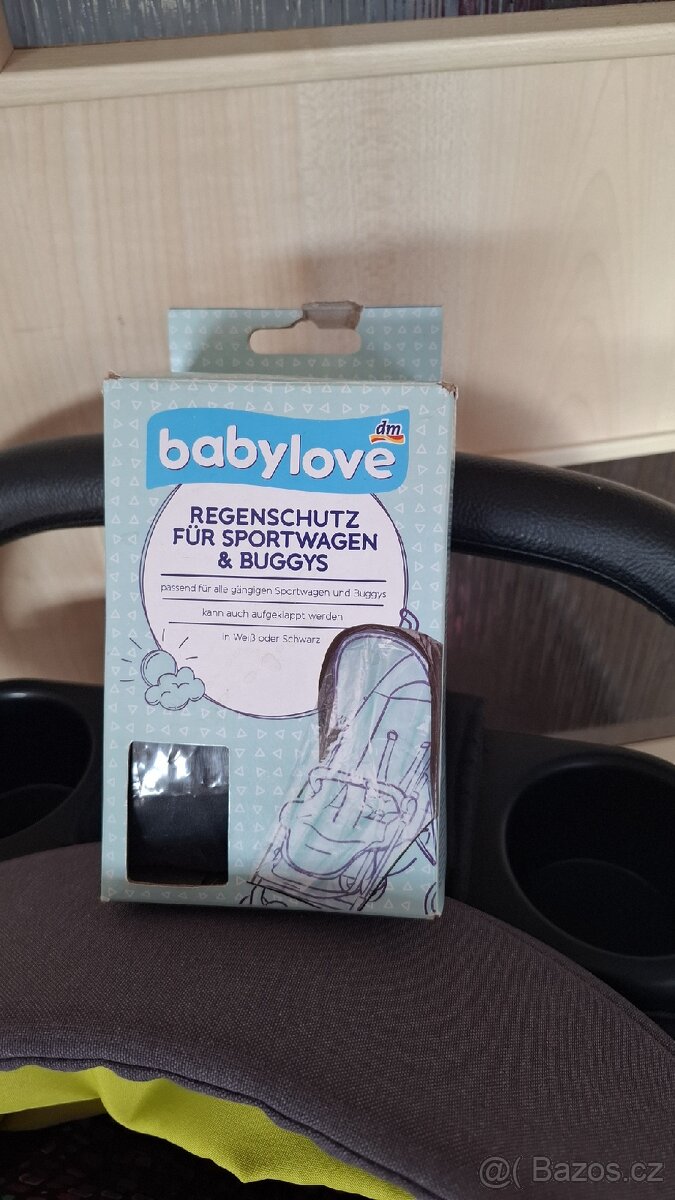 dm
babylove
REGENSCHUTZ
FÜR SPORTWAGEN
& BUGGYS
passend für alle gängigen Sportwagen und Buggys
kann auch aufgeklappt werden
in Weiß oder Schwarz
@( Bazos.cz